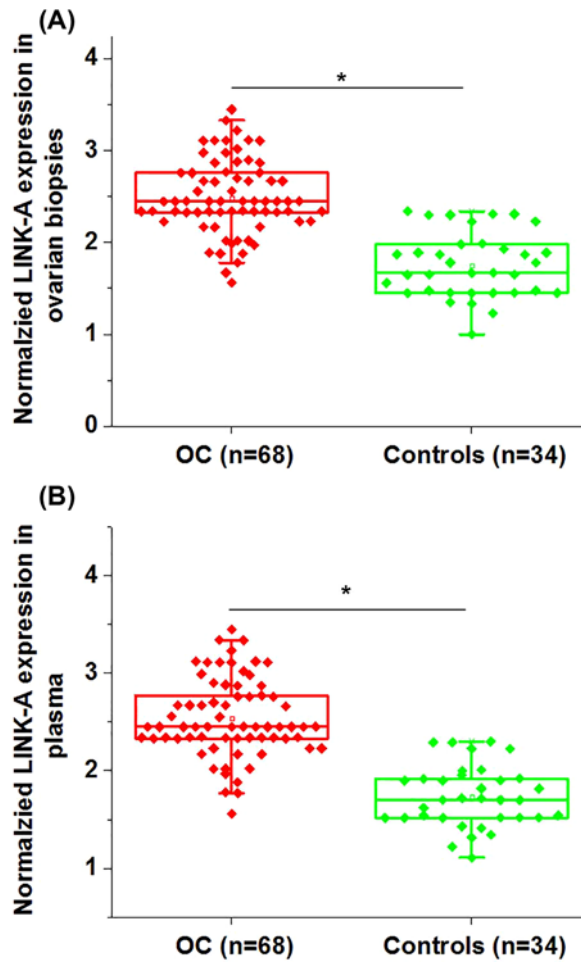 (A)
Normalzied LINK-A expression in
ovarian biopsies
4
3
2
1
0
*
OC (n=68)
Controls (n=34)
(B)
Normalzied LINK-A expression in
plasma
4
3
2
1
*
OC (n=68)
Controls (n=34)